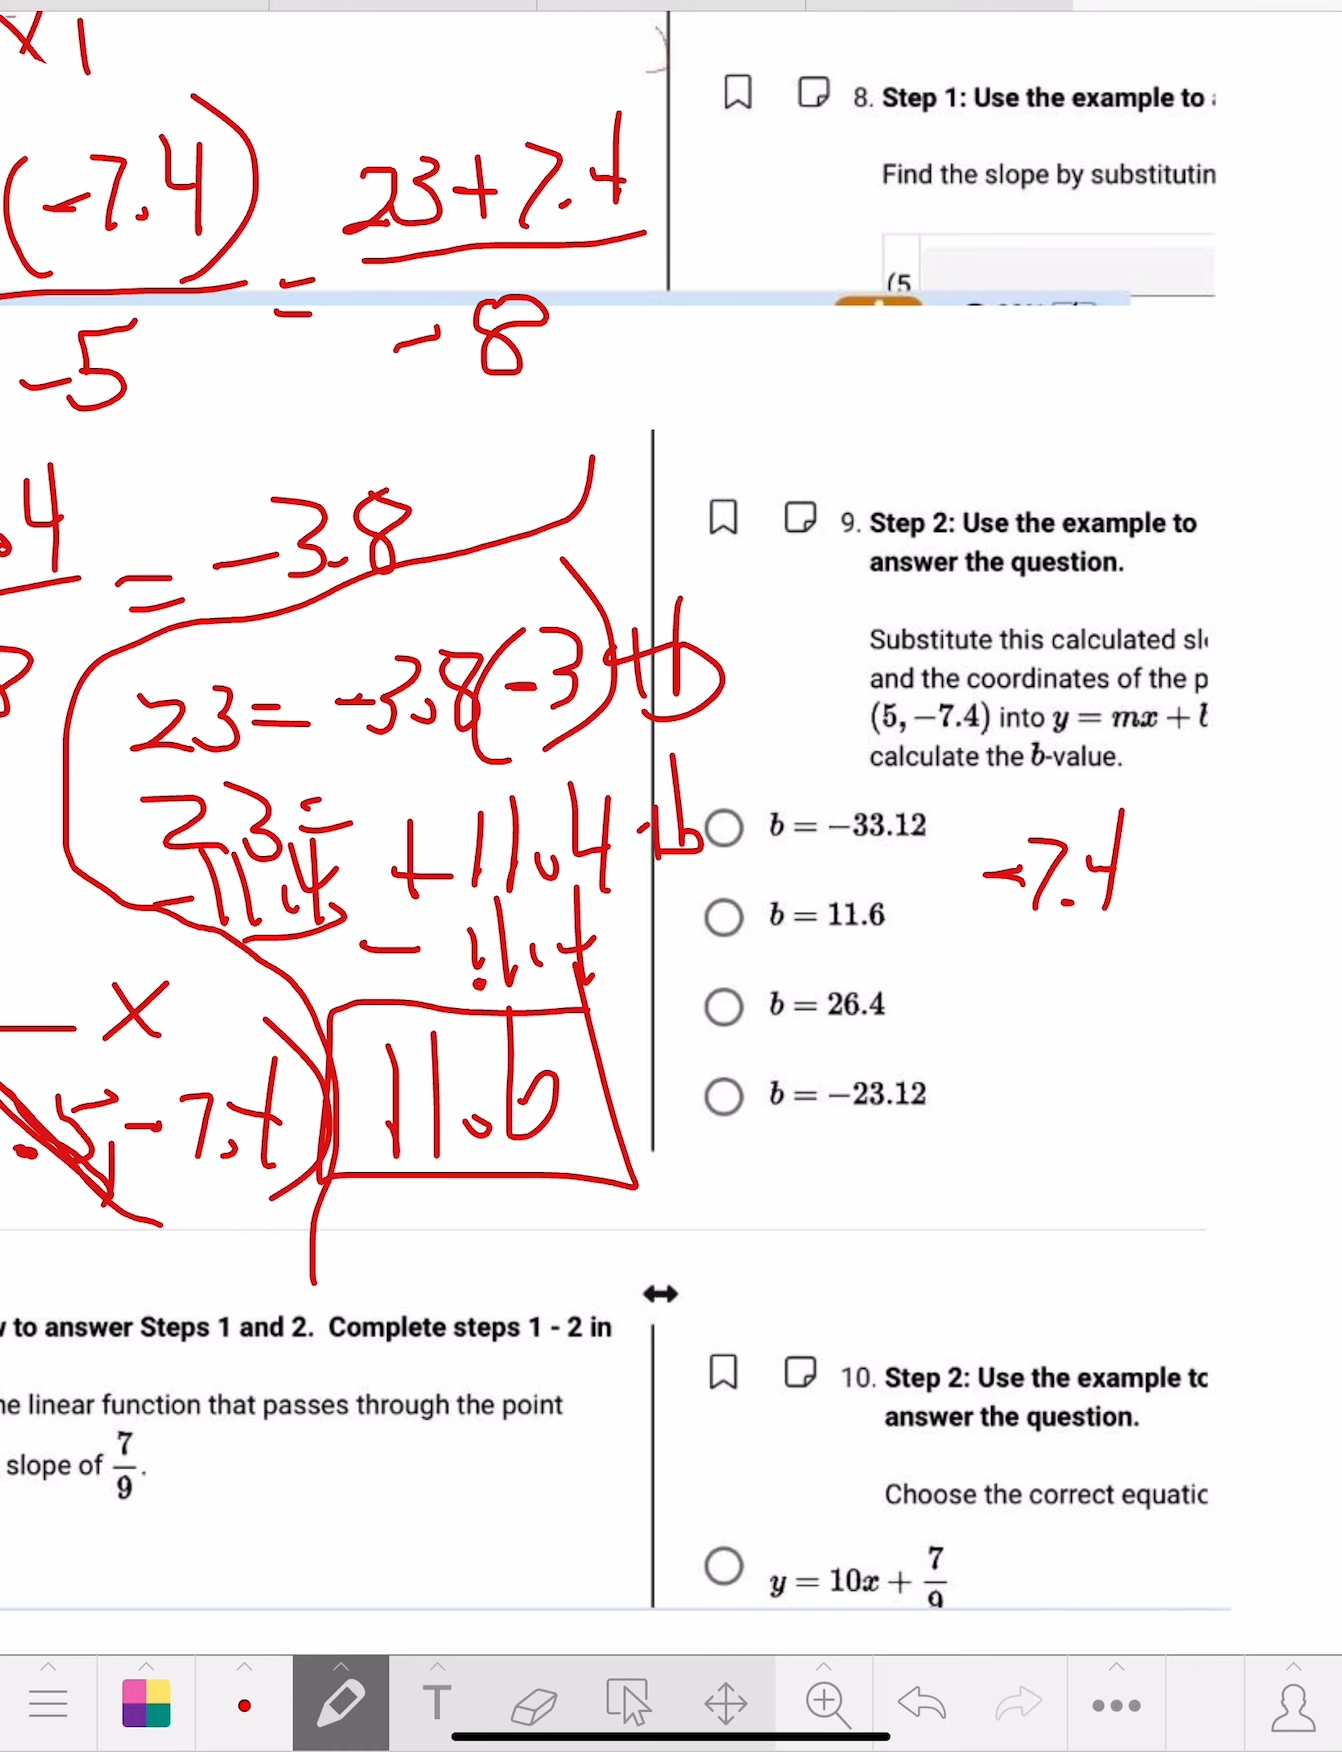 x1
(-7.4)
-5
=
23+7.4
-8
8. Step 1: Use the example to
Find the slope by substitutin
(5
.4
= -3.8
23= -3.8(-3)+b
23= +11.4 +b
-11.4 - 11.4
x
5,-7.4)
11.6
9. Step 2: Use the example to
answer the question.
Substitute this calculated slo
and the coordinates of the p
(5, −7.4) into y = mx + b
calculate the b-value.
b = −33.12
-7.4
b = 11.6
b = 26.4
b = −23.12
to answer Steps 1 and 2. Complete steps 1 - 2 in
ne linear function that passes through the point
slope of 7/9.
10. Step 2: Use the example to
answer the question.
Choose the correct equatic
y = 10x + 7/9
T